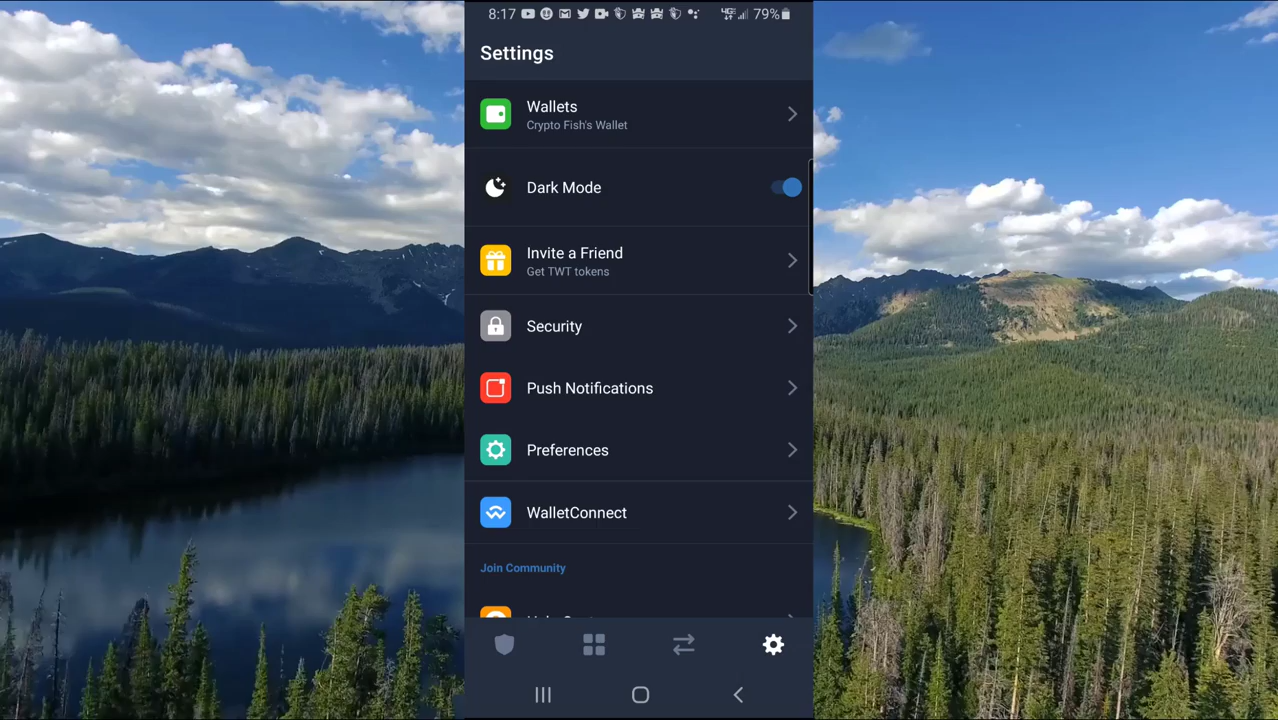 8:17
79%
Settings
Wallets
Crypto Fish's Wallet
Dark Mode
Invite a Friend
Get TWT tokens
Security
Push Notifications
Preferences
WalletConnect
Join Community